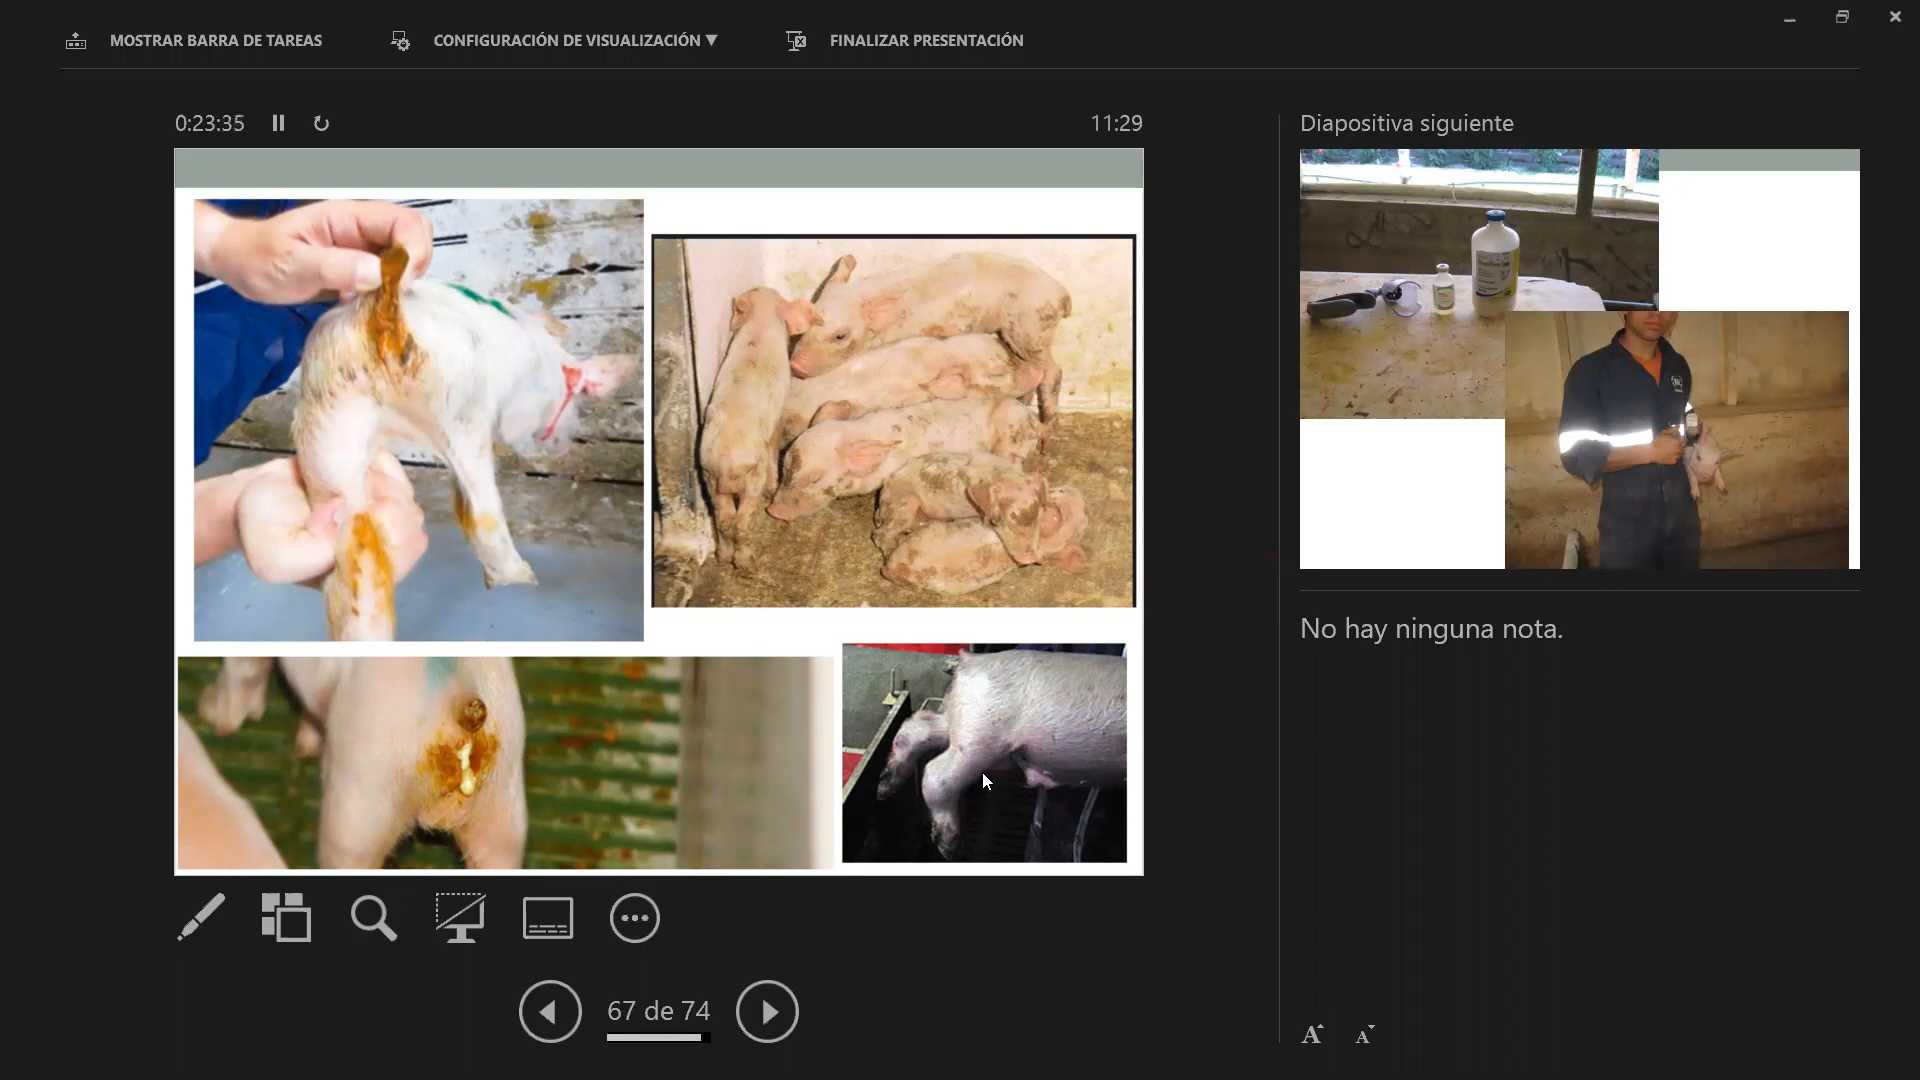 MOSTRAR BARRA DE TAREAS
CONFIGURACIÓN DE VISUALIZACIÓN ▼
FINALIZAR PRESENTACIÓN
0:23:35
11:29
Diapositiva siguiente
No hay ninguna nota.
67 de 74
A A